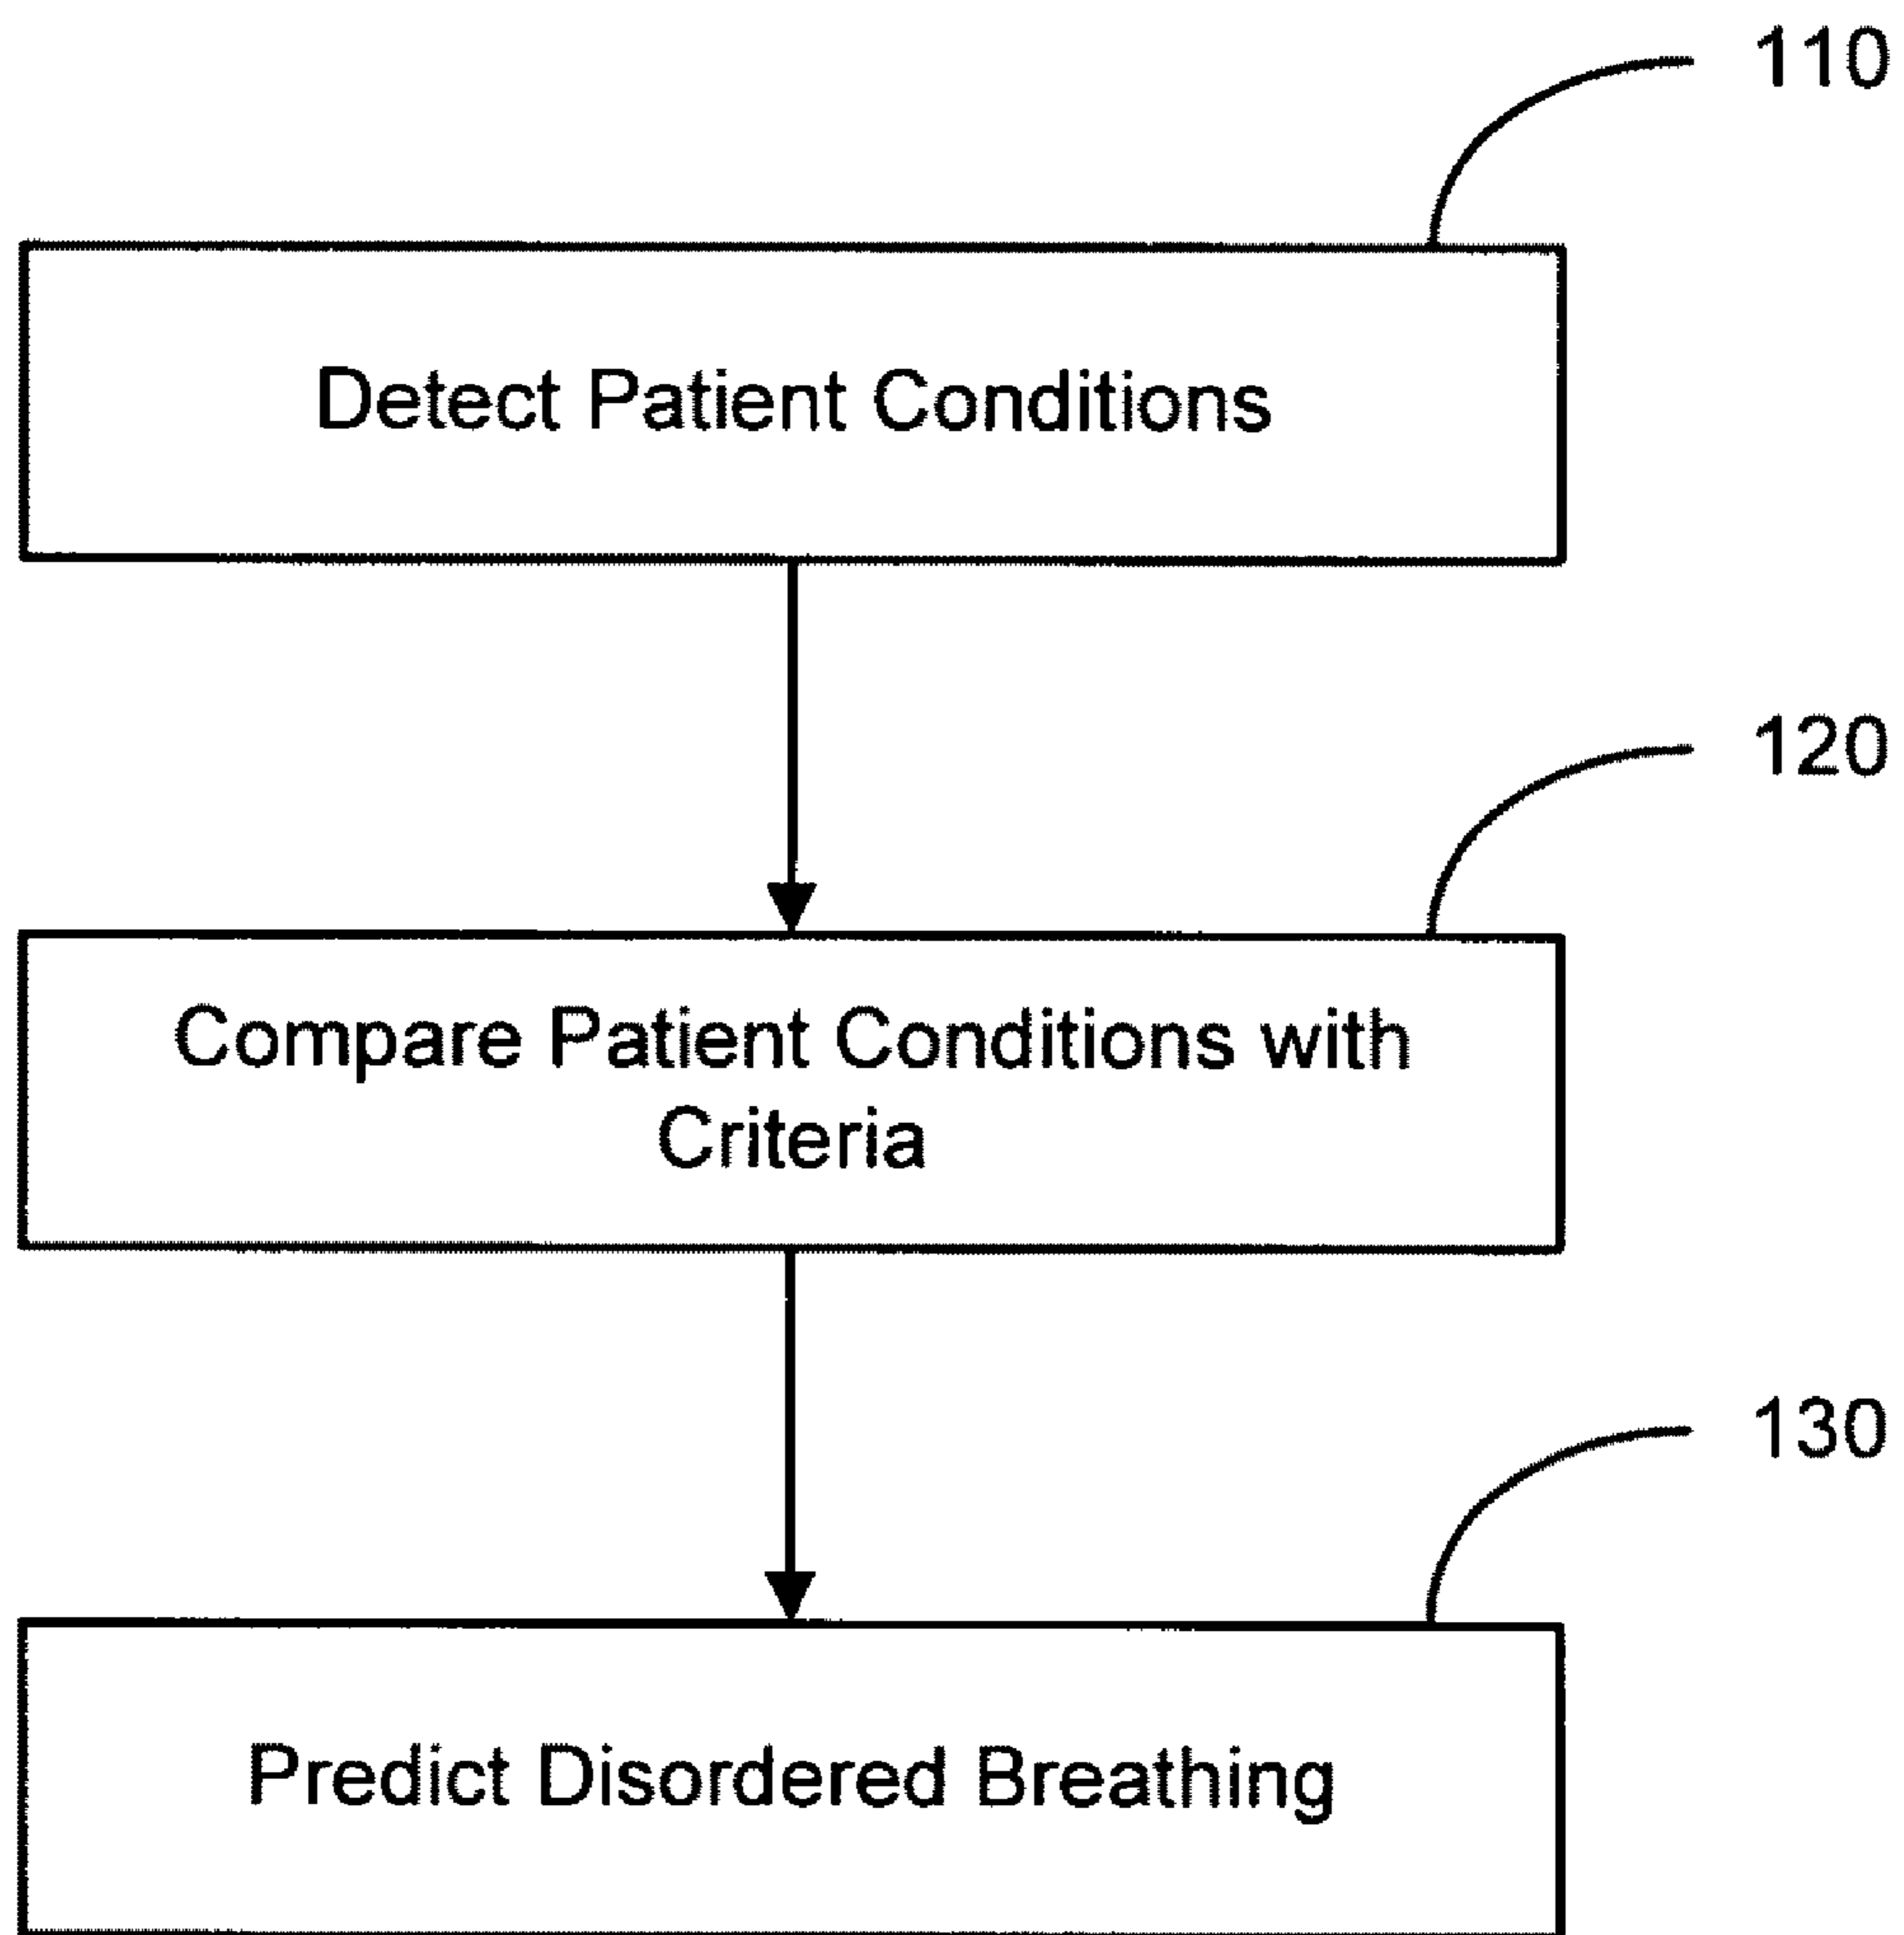 110
Detect Patient Conditions
120
Compare Patient Conditions with
Criteria
130
Predict Disordered Breathing